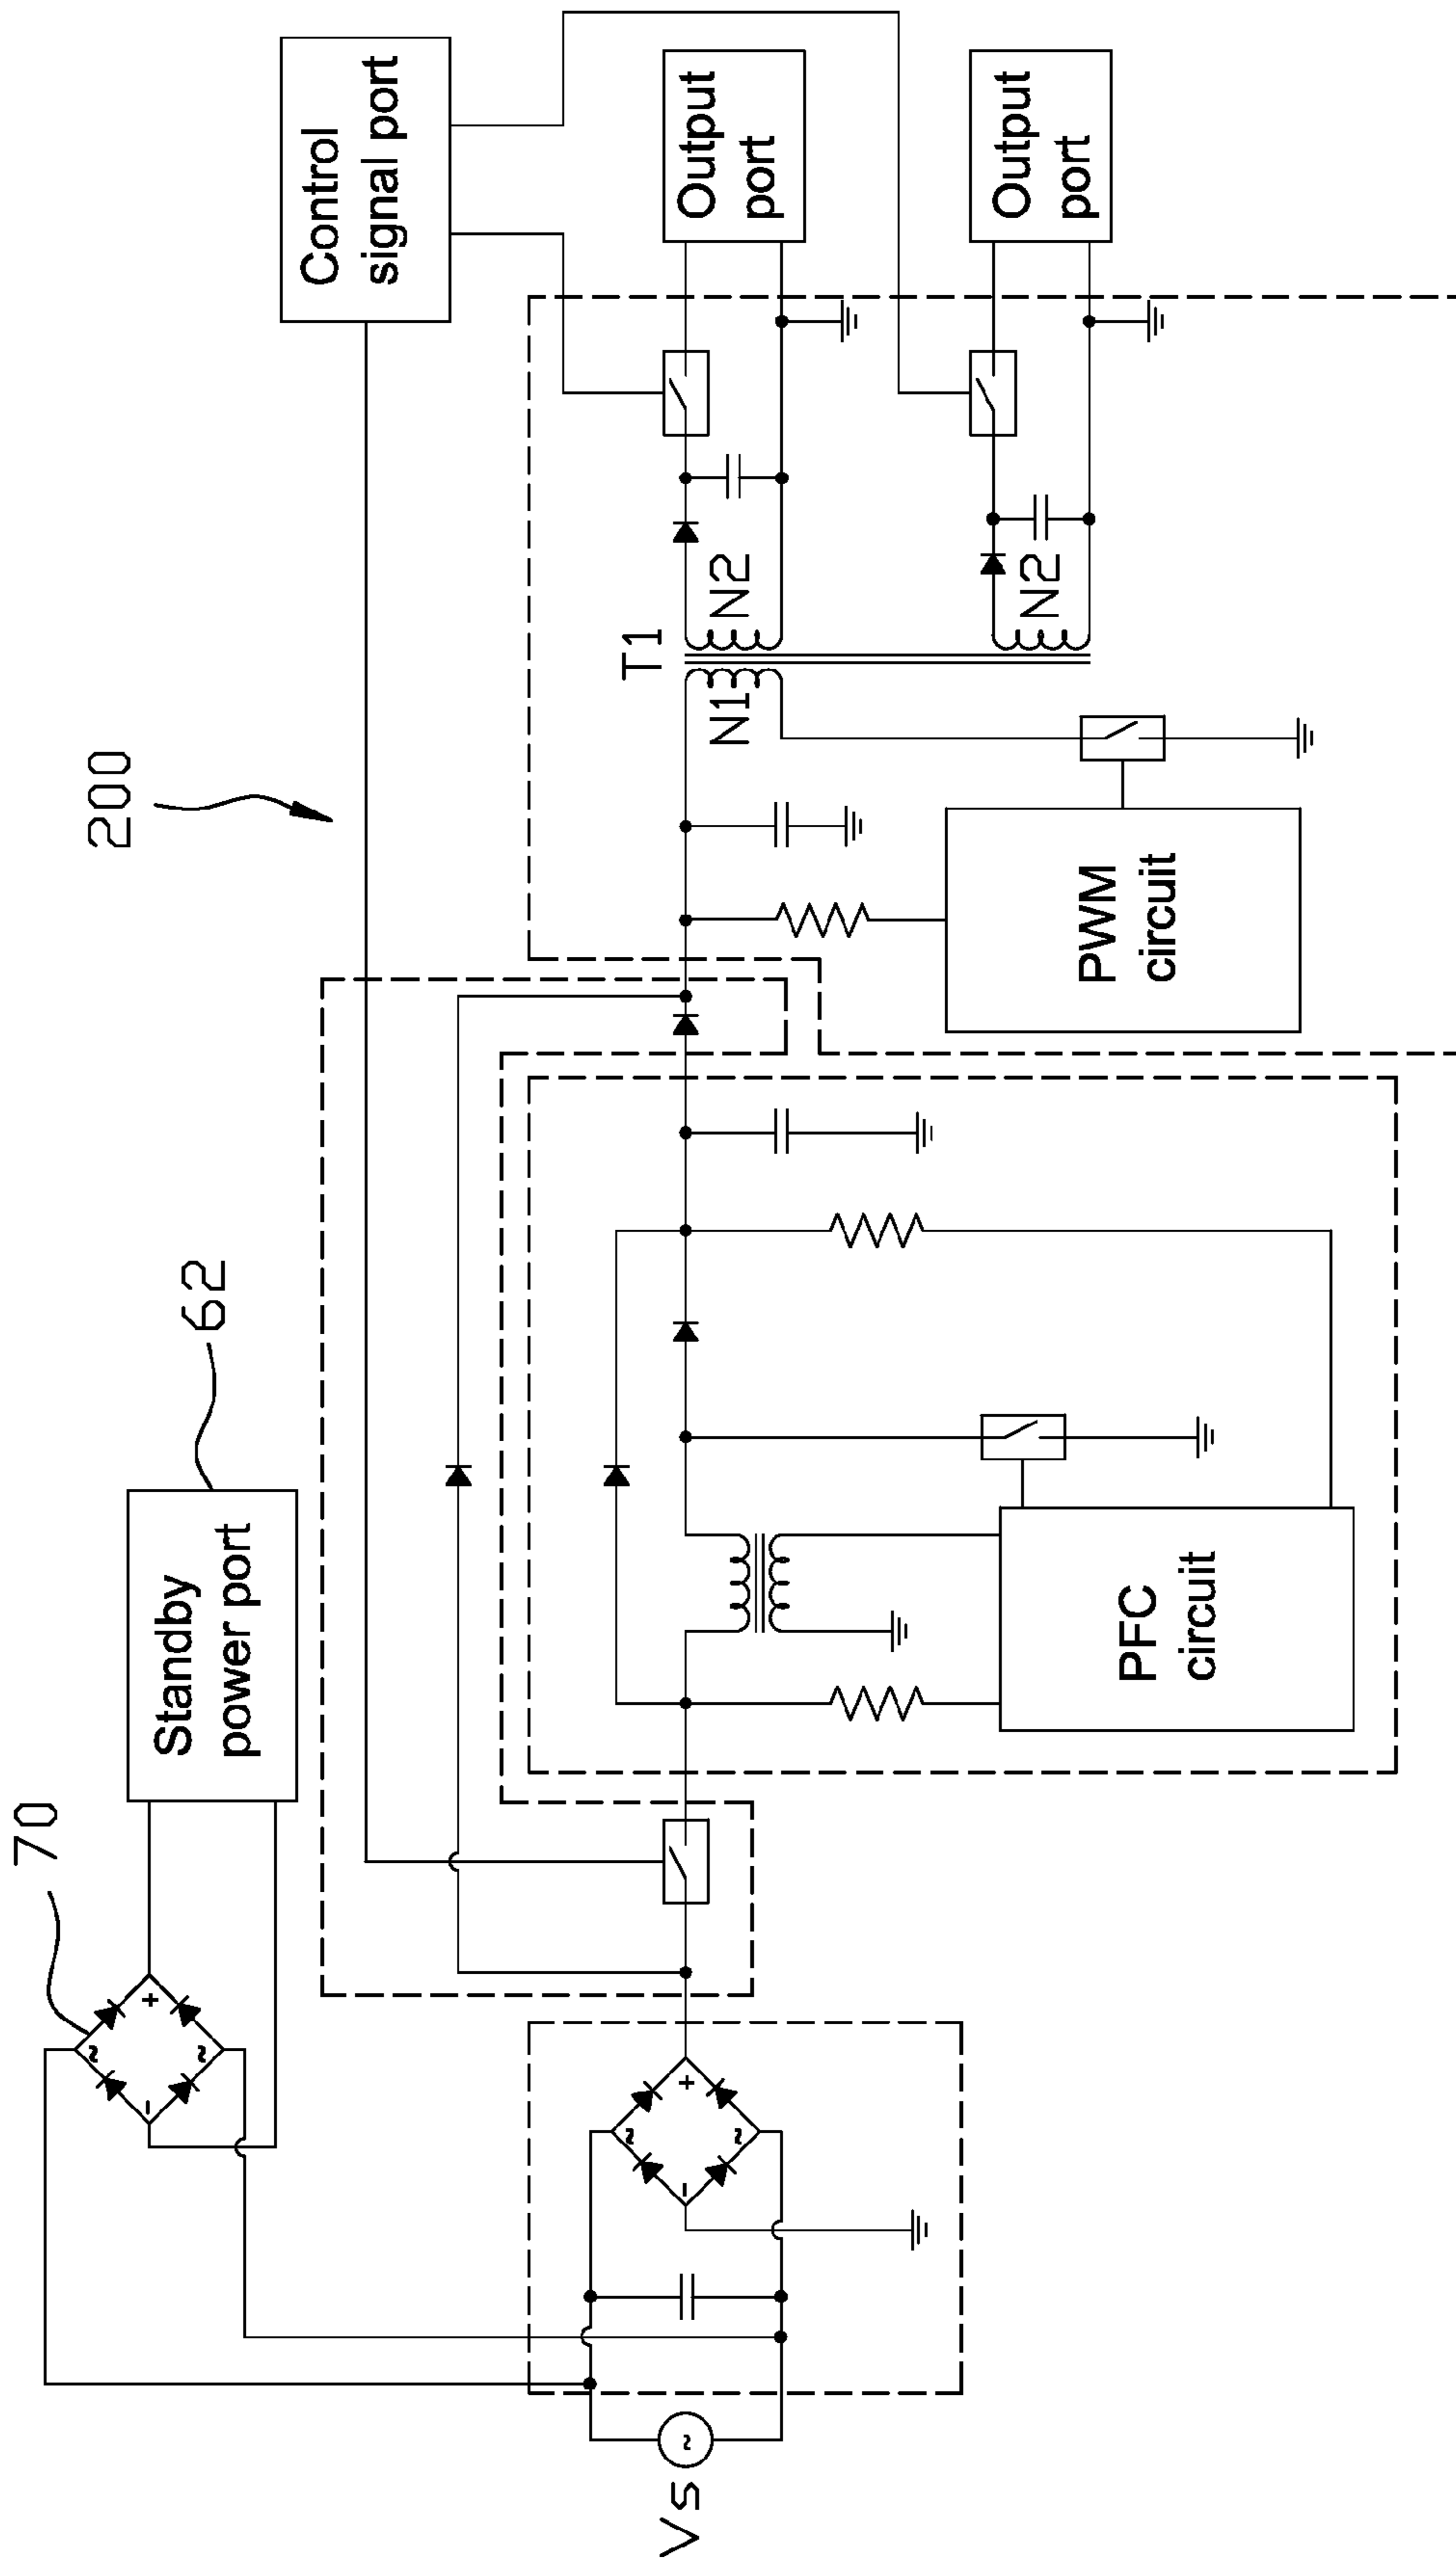 70
62
Standby
power port
200
Control
signal port
Output
port
Output
port
T1
N1
N2
N2
PWM
circuit
PFC
circuit
Vs
~
~
~
+
−
~
~
+
−